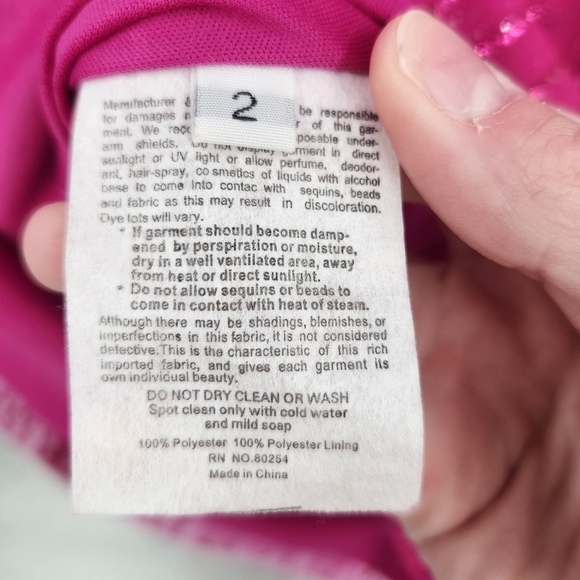 2
Manufacturer & be responsible
for damages r of this gar-
ment. We posable under-
arm shields. Do not display garment in direct
sunlight or UV light or allow perfume, deodor-
ant, hair-spray, cosmetics of liquids with alcohol
base to come into contac with sequins, beads
and fabric as this may result in discoloration.
Dye lots will vary.
* If garment should become damp-
ened by perspiration or moisture,
dry in a well ventilated area, away
from heat or direct sunlight.
* Do not allow sequins or beads to
come in contact with heat of steam.
Although there may be shadings, blemishes, or
imperfections in this fabric, it is not considered
defective.This is the characteristic of this rich
imported fabric, and gives each garment its
own individual beauty.
DO NOT DRY CLEAN OR WASH
Spot clean only with cold water
and mild soap
100% Polyester 100% Polyester Lining
RN NO.80254
Made in China